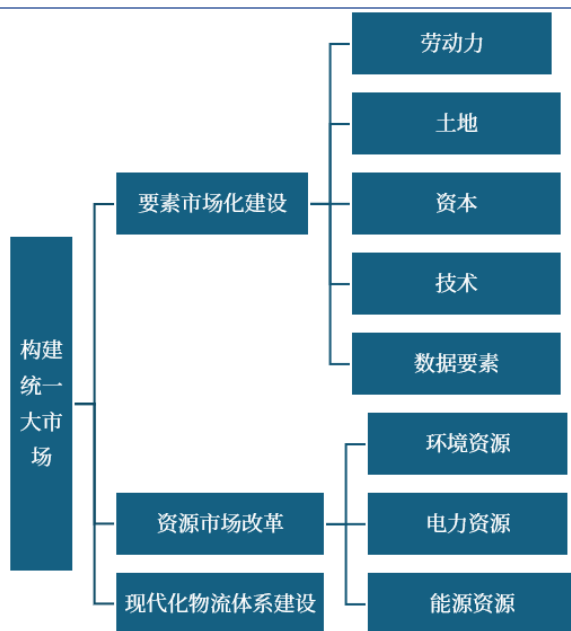 构建
统一
大市
场
要素市场化建设
劳动力
土地
资本
技术
数据要素
资源市场改革
环境资源
电力资源
能源资源
现代化物流体系建设